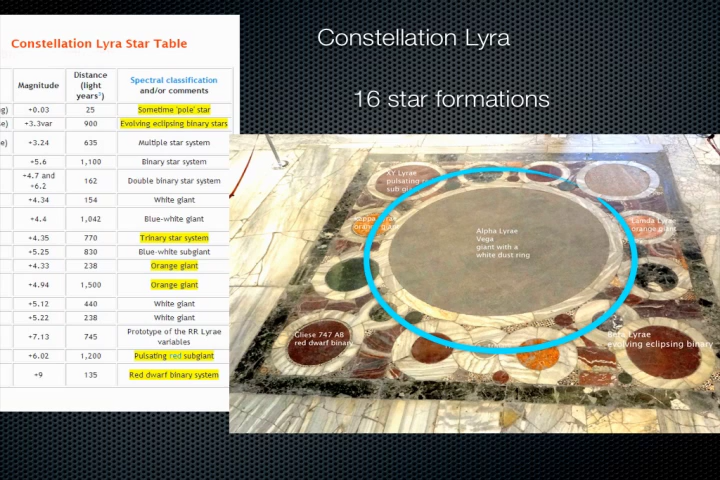 Constellation Lyra
16 star formations
Constellation Lyra Star Table
Magnitude
Distance
(light
years³)
Spectral classification
and/or comments
+0.03 25 Sometime 'pole' star
+3.3var 900 Evolving eclipsing binary stars
+3.24 635 Multiple star system
+5.6 1,100 Binary star system
+4.7 and
+6.2
162 Double binary star system
+4.34 154 White giant
+4.4 1,042 Blue-white giant
+4.35 770 Trinary star system
+5.25 830 Blue-white subgiant
+4.33 238 Orange giant
+4.94 1,500 Orange giant
+5.12 440 White giant
+5.22 238 White giant
+7.13 745
Prototype of the RR Lyrae
variables
+6.02 1,200 Pulsating red subgiant
+9 135 Red dwarf binary system
XY Lyrae
pulsating
sub
Alpha Lyrae
Vega
giant with a
white dust ring
Lamda Lyra
orange giant
Gliese 747 AB
red dwarf binary
Beta Lyrae
evolving eclipsing binary